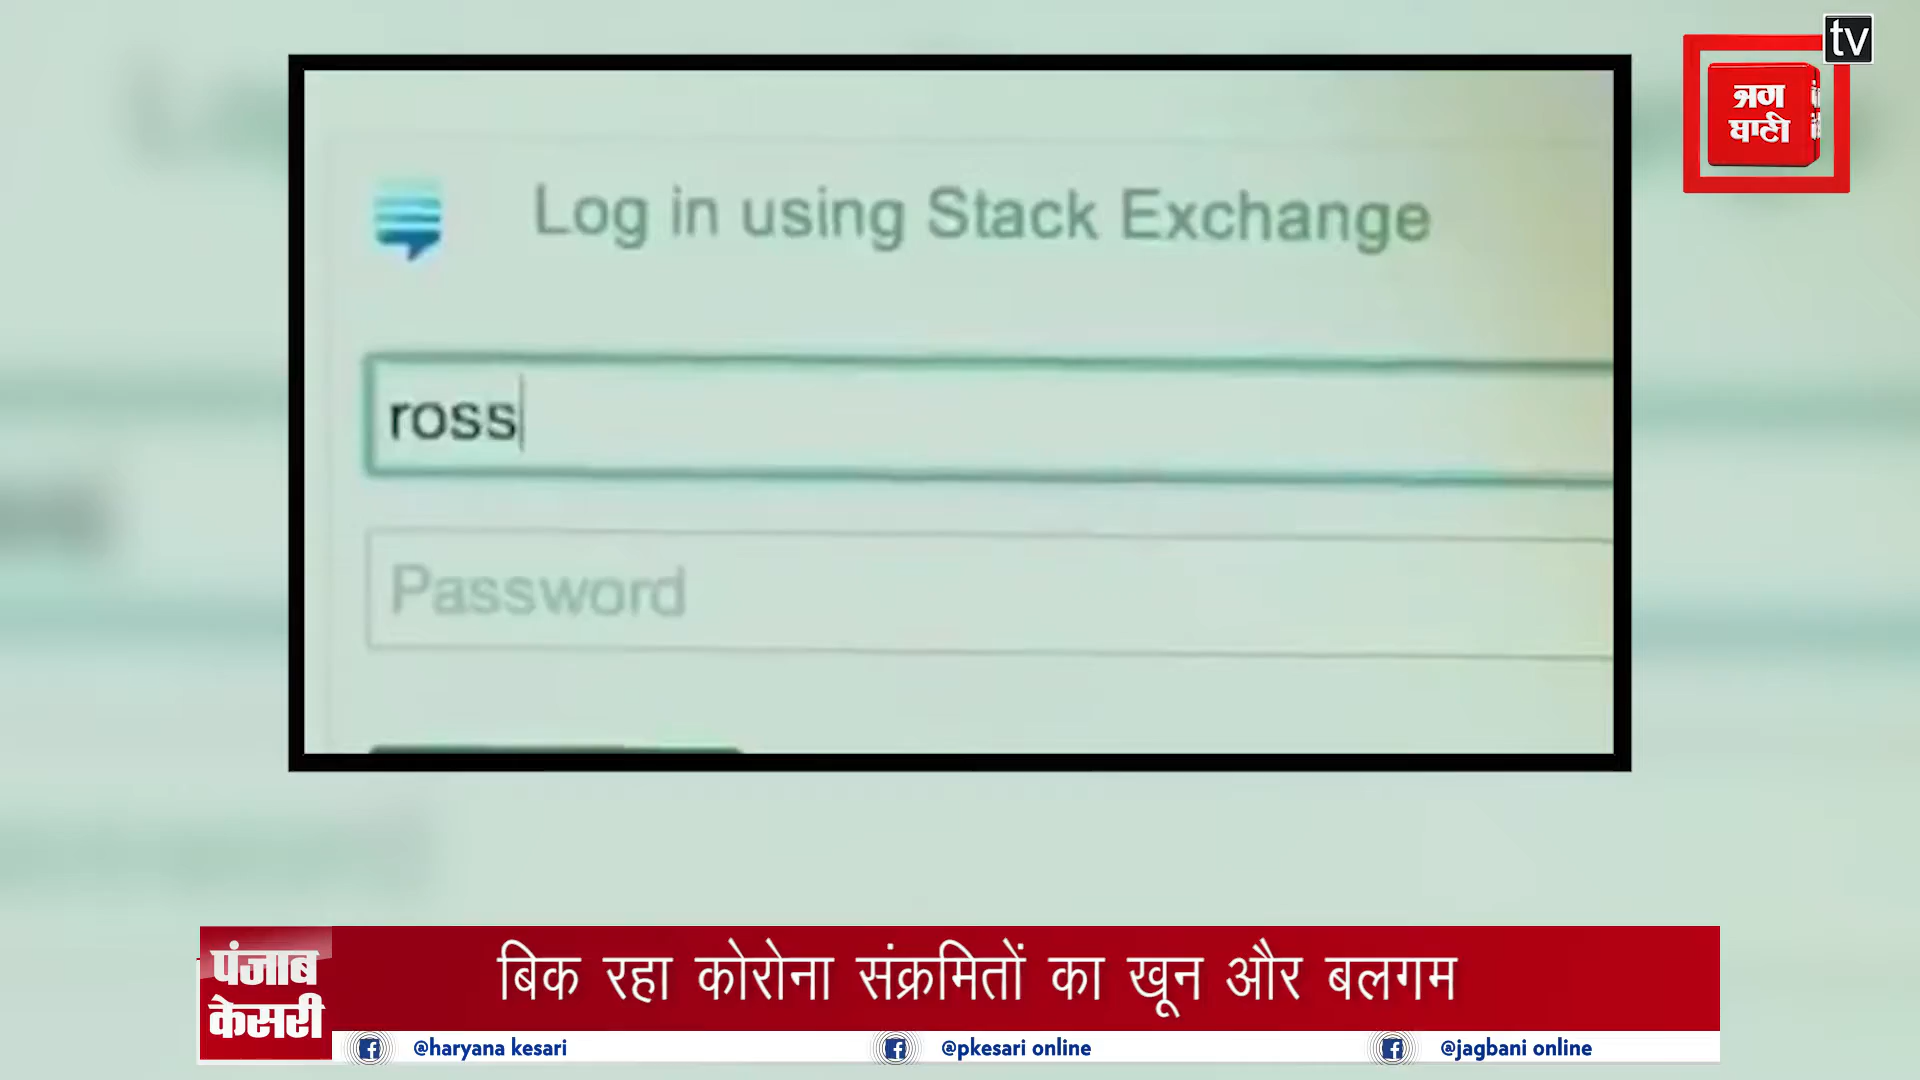 tv
ਜਗ
ਬਾਣੀ
Log in using Stack Exchange
ross
Password
बिक रहा कोरोना संक्रमितों का खून और बलगम
पंजाब
केसरी
@haryana kesari
@pkesari online
@jagbani online